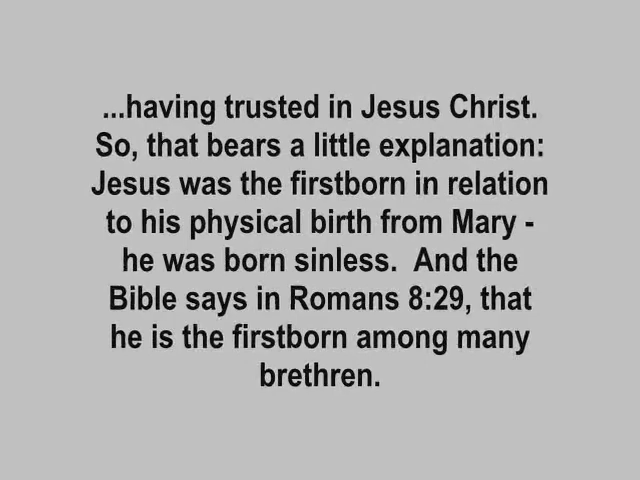 ...having trusted in Jesus Christ.
So, that bears a little explanation:
Jesus was the firstborn in relation
to his physical birth from Mary -
he was born sinless.  And the
Bible says in Romans 8:29, that
he is the firstborn among many
brethren.